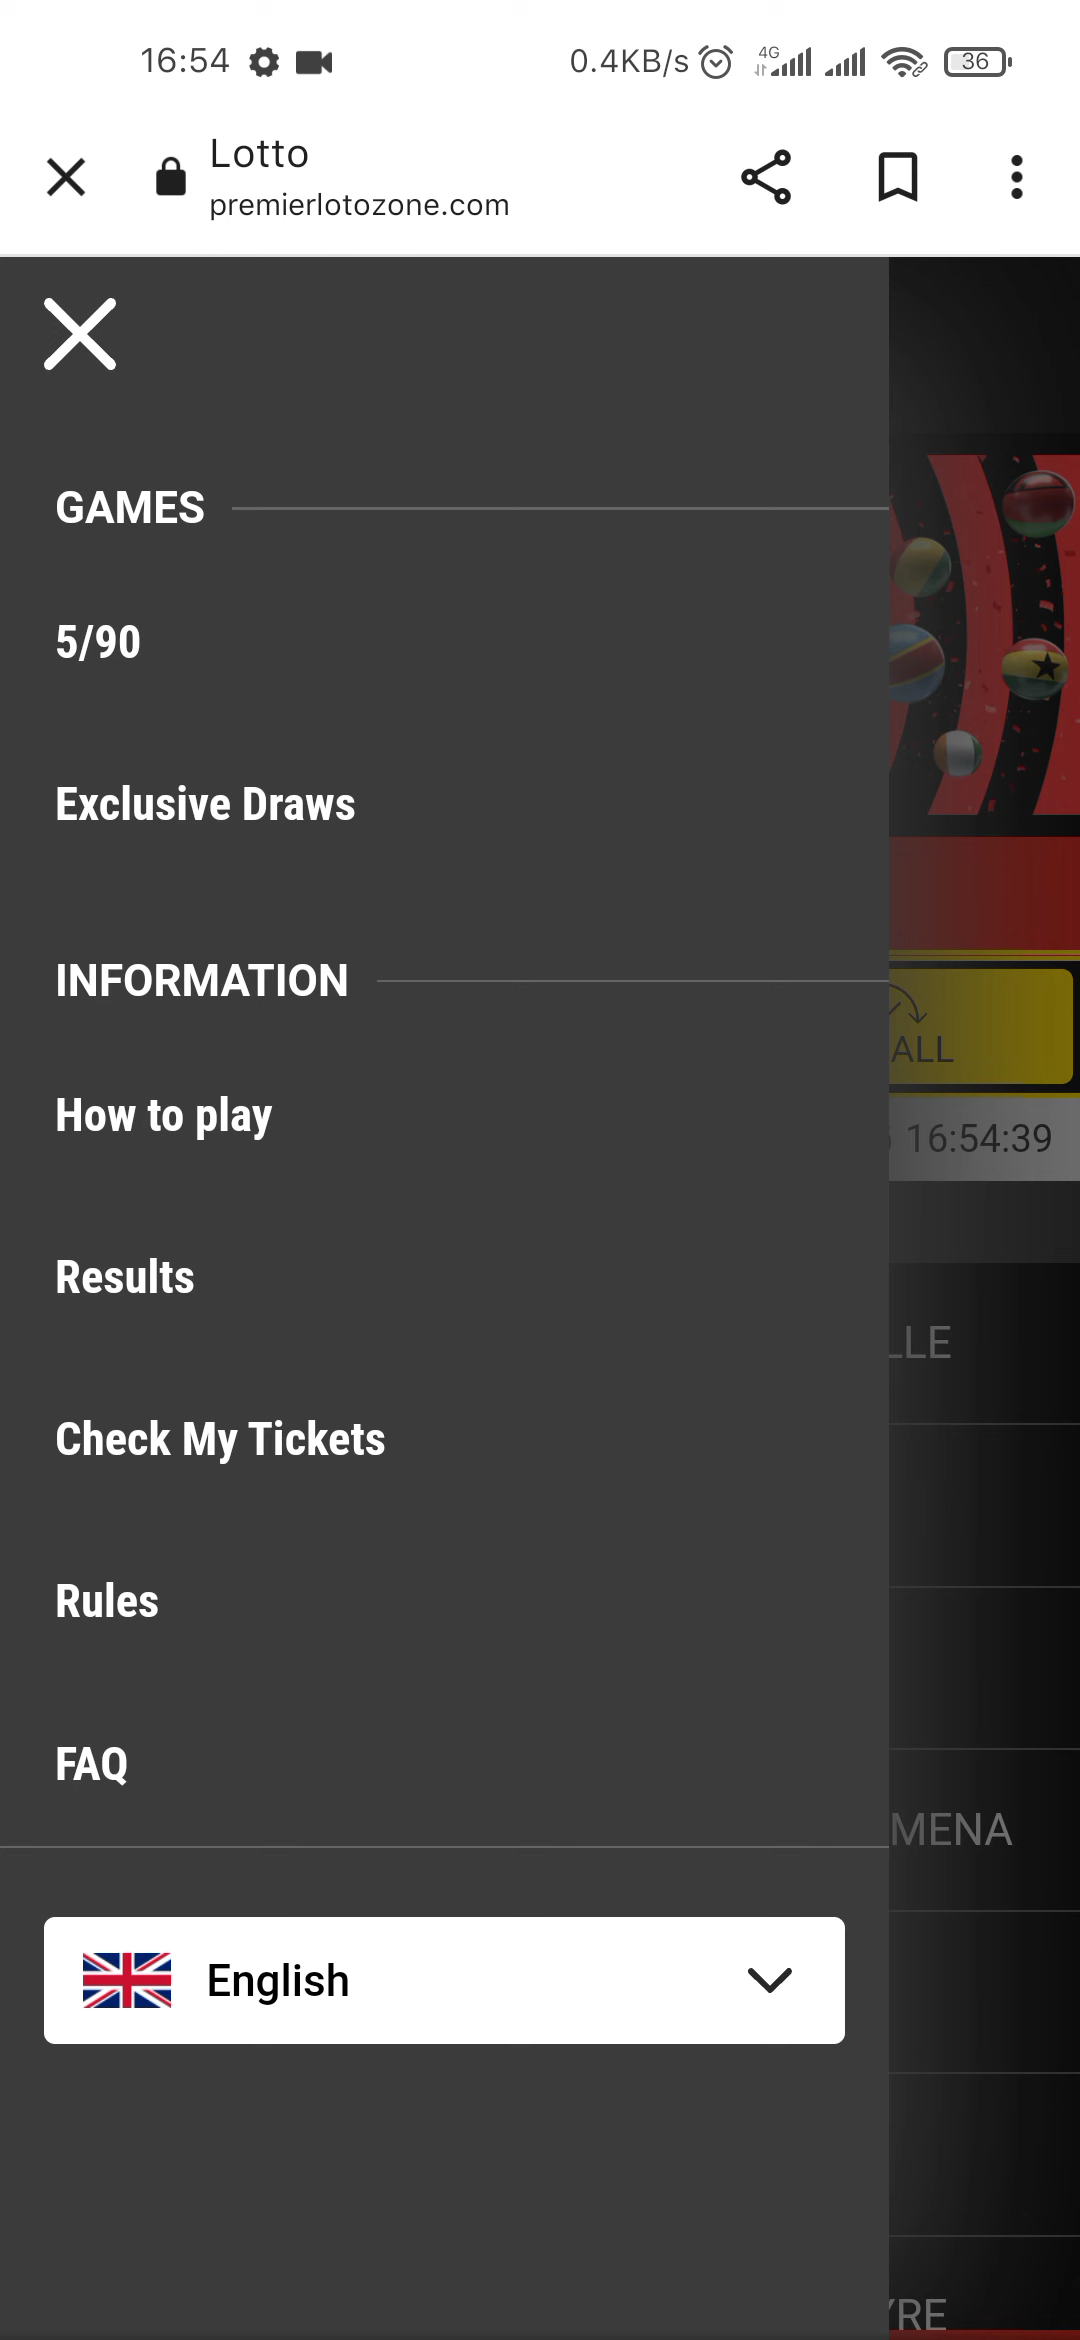 16:54 0.4KB/s 4G 36
Lotto
premierlotozone.com
GAMES
5/90
Exclusive Draws
ALL
INFORMATION
How to play
16:54:39
Results
LLE
Check My Tickets
Rules
FAQ
MENA
English
YRE